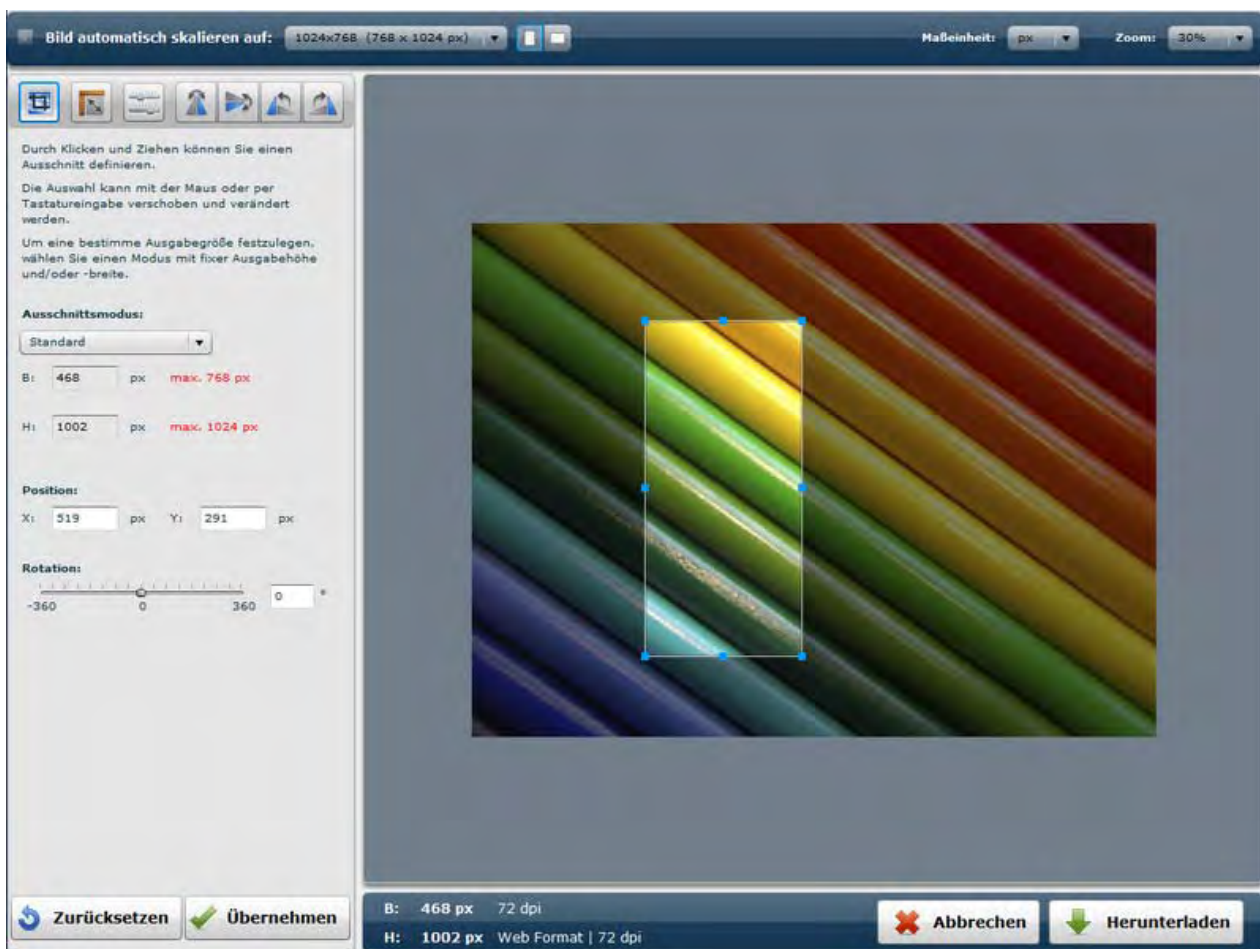 Bild automatisch skalieren auf: 1024x768 (768 x 1024 px) Maßeinheit: px Zoom: 30%
Durch Klicken und Ziehen können Sie einen
Ausschnitt definieren.
Die Auswahl kann mit der Maus oder per
Tastatureingabe verschoben und verändert
werden.
Um eine bestimme Ausgabegröße festzulegen,
wählen Sie einen Modus mit fixer Ausgabehöhe
und/oder -breite.
Ausschnittsmodus:
Standard
B: 468 px max. 768 px
H: 1002 px max. 1024 px
Position:
X: 519 px Y: 291 px
Rotation:
-360 0 360 0 °
Zurücksetzen Übernehmen
B: 468 px 72 dpi
H: 1002 px Web Format | 72 dpi
Abbrechen Herunterladen